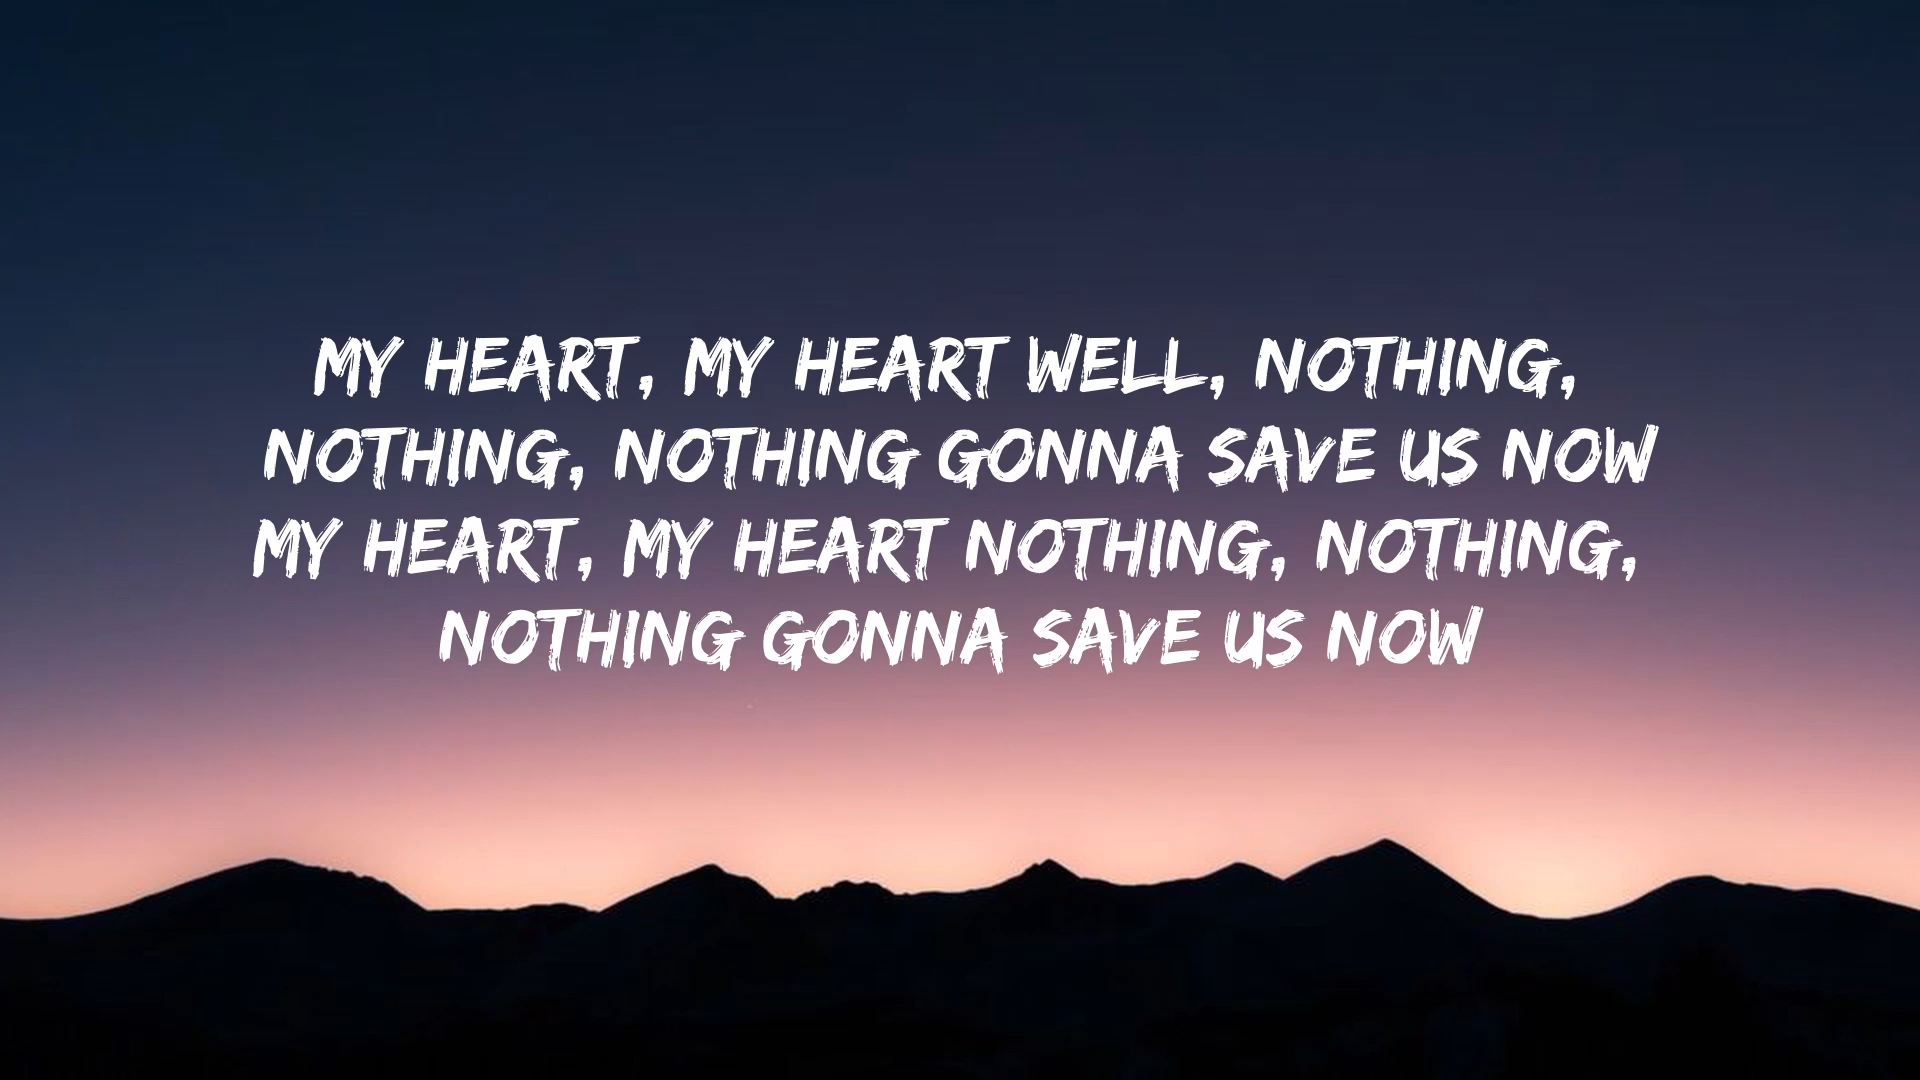 MY HEART, MY HEART WELL, NOTHING,
NOTHING, NOTHING GONNA SAVE US NOW
MY HEART, MY HEART NOTHING, NOTHING,
NOTHING GONNA SAVE US NOW